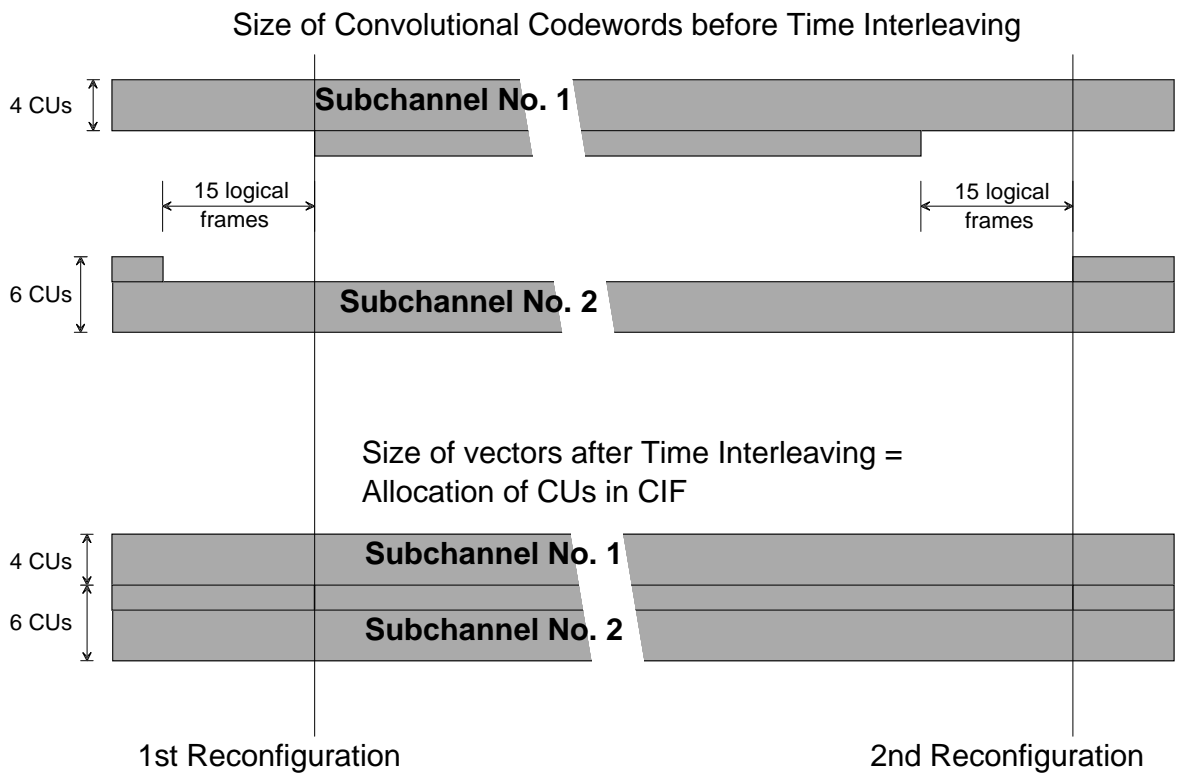 Size of Convolutional Codewords before Time Interleaving
4 CUs
Subchannel No. 1
15 logical
frames
15 logical
frames
6 CUs
Subchannel No. 2
Size of vectors after Time Interleaving =
Allocation of CUs in CIF
4 CUs
Subchannel No. 1
6 CUs
Subchannel No. 2
1st Reconfiguration
2nd Reconfiguration